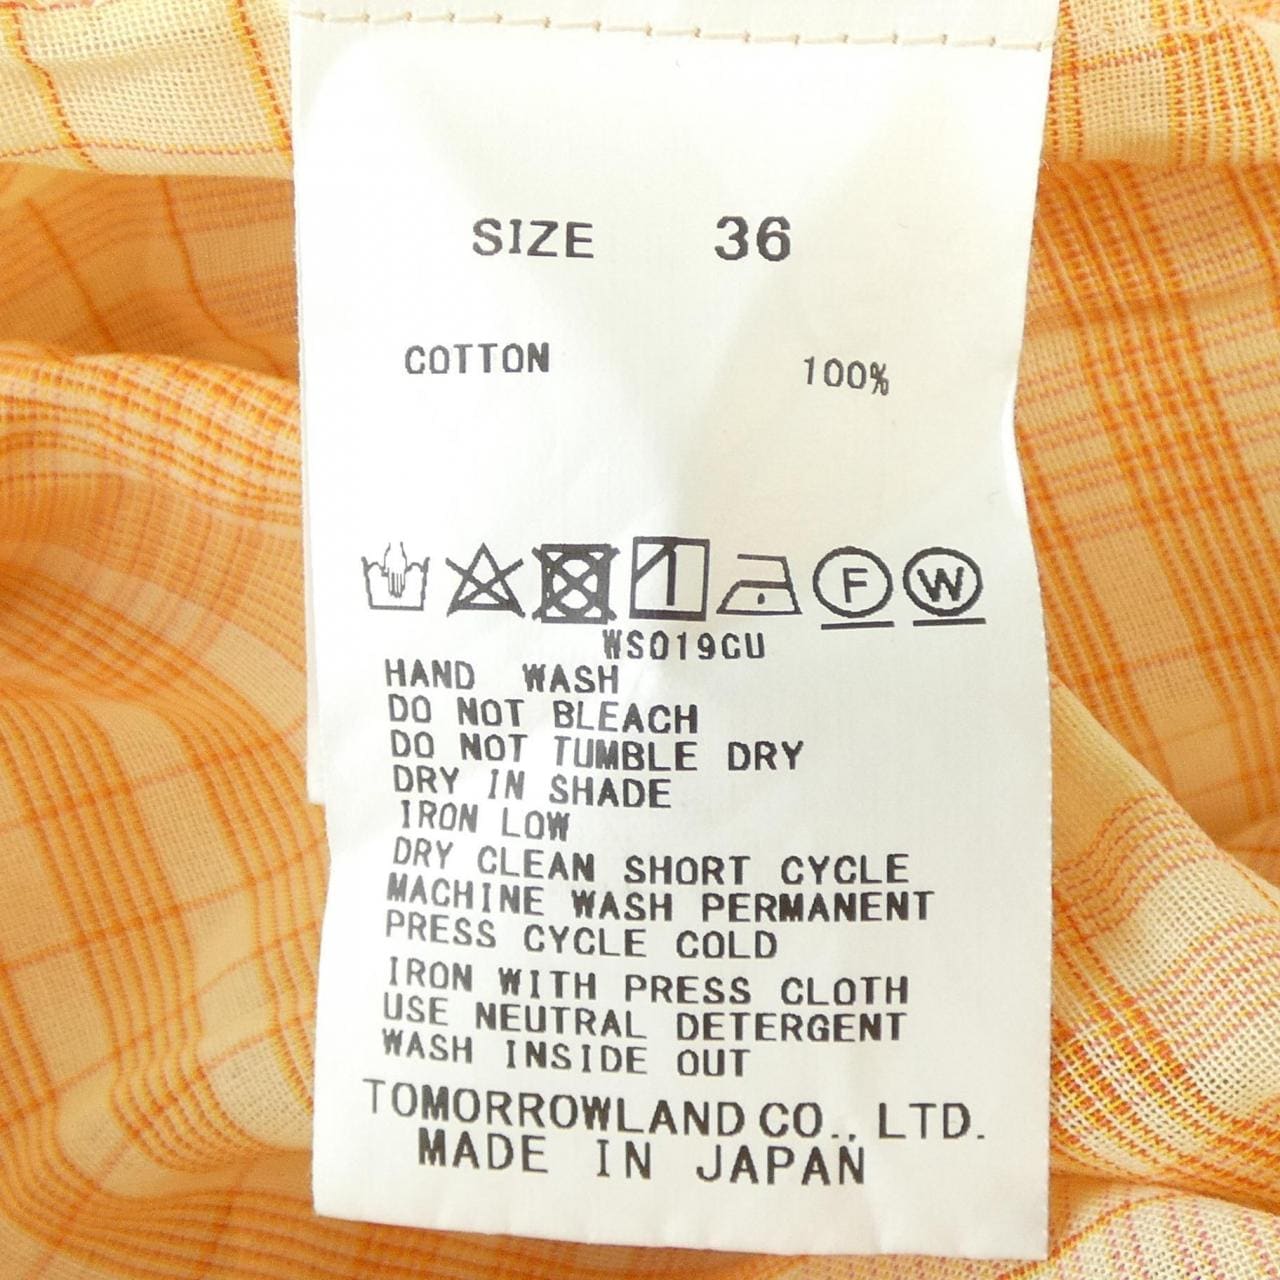 SIZE 36
COTTON 100%
F W
WS019CU
HAND WASH
DO NOT BLEACH
DO NOT TUMBLE DRY
DRY IN SHADE
IRON LOW
DRY CLEAN SHORT CYCLE
MACHINE WASH PERMANENT
PRESS CYCLE COLD
IRON WITH PRESS CLOTH
USE NEUTRAL DETERGENT
WASH INSIDE OUT
TOMORROWLAND CO., LTD.
MADE IN JAPAN